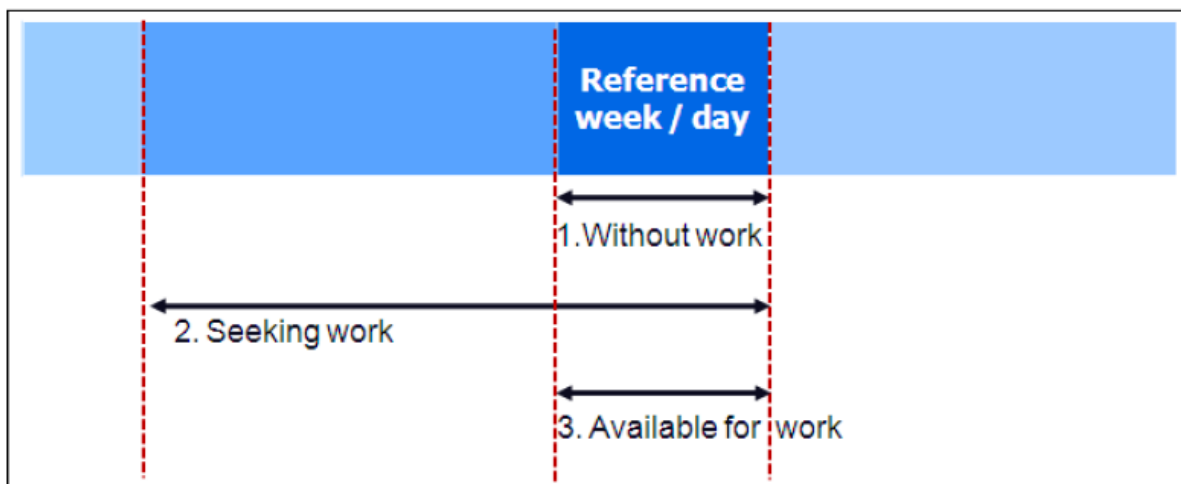 Reference
week / day
1.Without work
2. Seeking work
3. Available for work